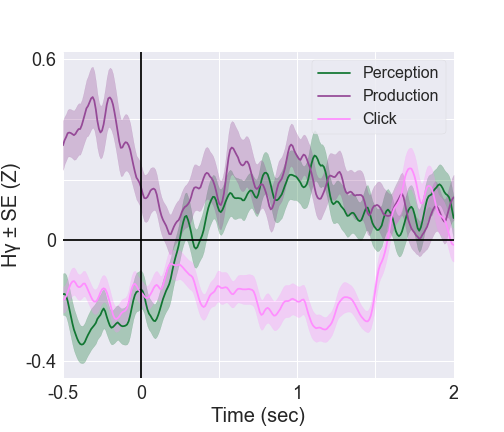 0.6
Perception
Production
Click
Hγ ± SE (Z)
0
-0.4
-0.5
0
1
2
Time (sec)